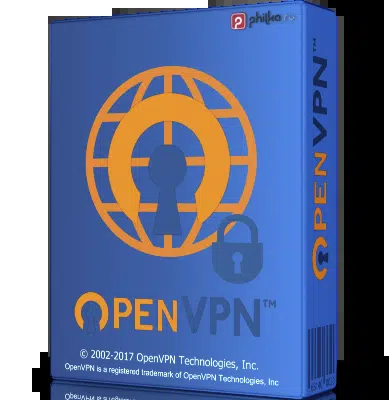 OPENVPN™
© 2002-2017 OpenVPN Technologies, Inc.
OpenVPN is a registered trademark of OpenVPN Technologies, Inc
OPENVPN™